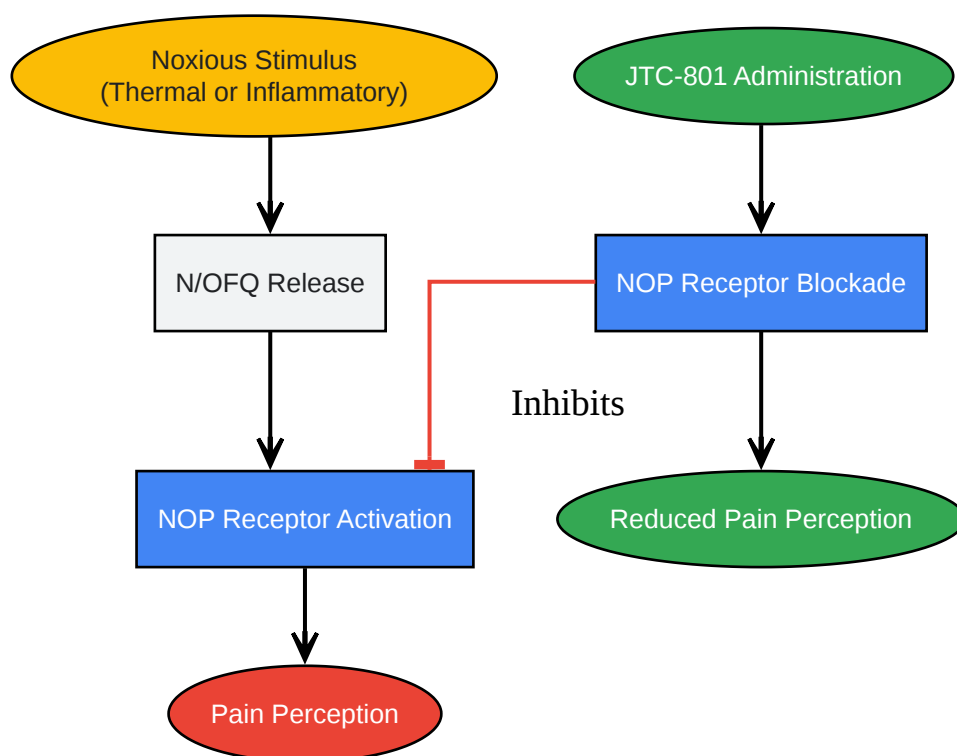 Noxious Stimulus
(Thermal or Inflammatory)
JTC-801 Administration
N/OFQ Release
NOP Receptor Blockade
Inhibits
NOP Receptor Activation
Reduced Pain Perception
Pain Perception